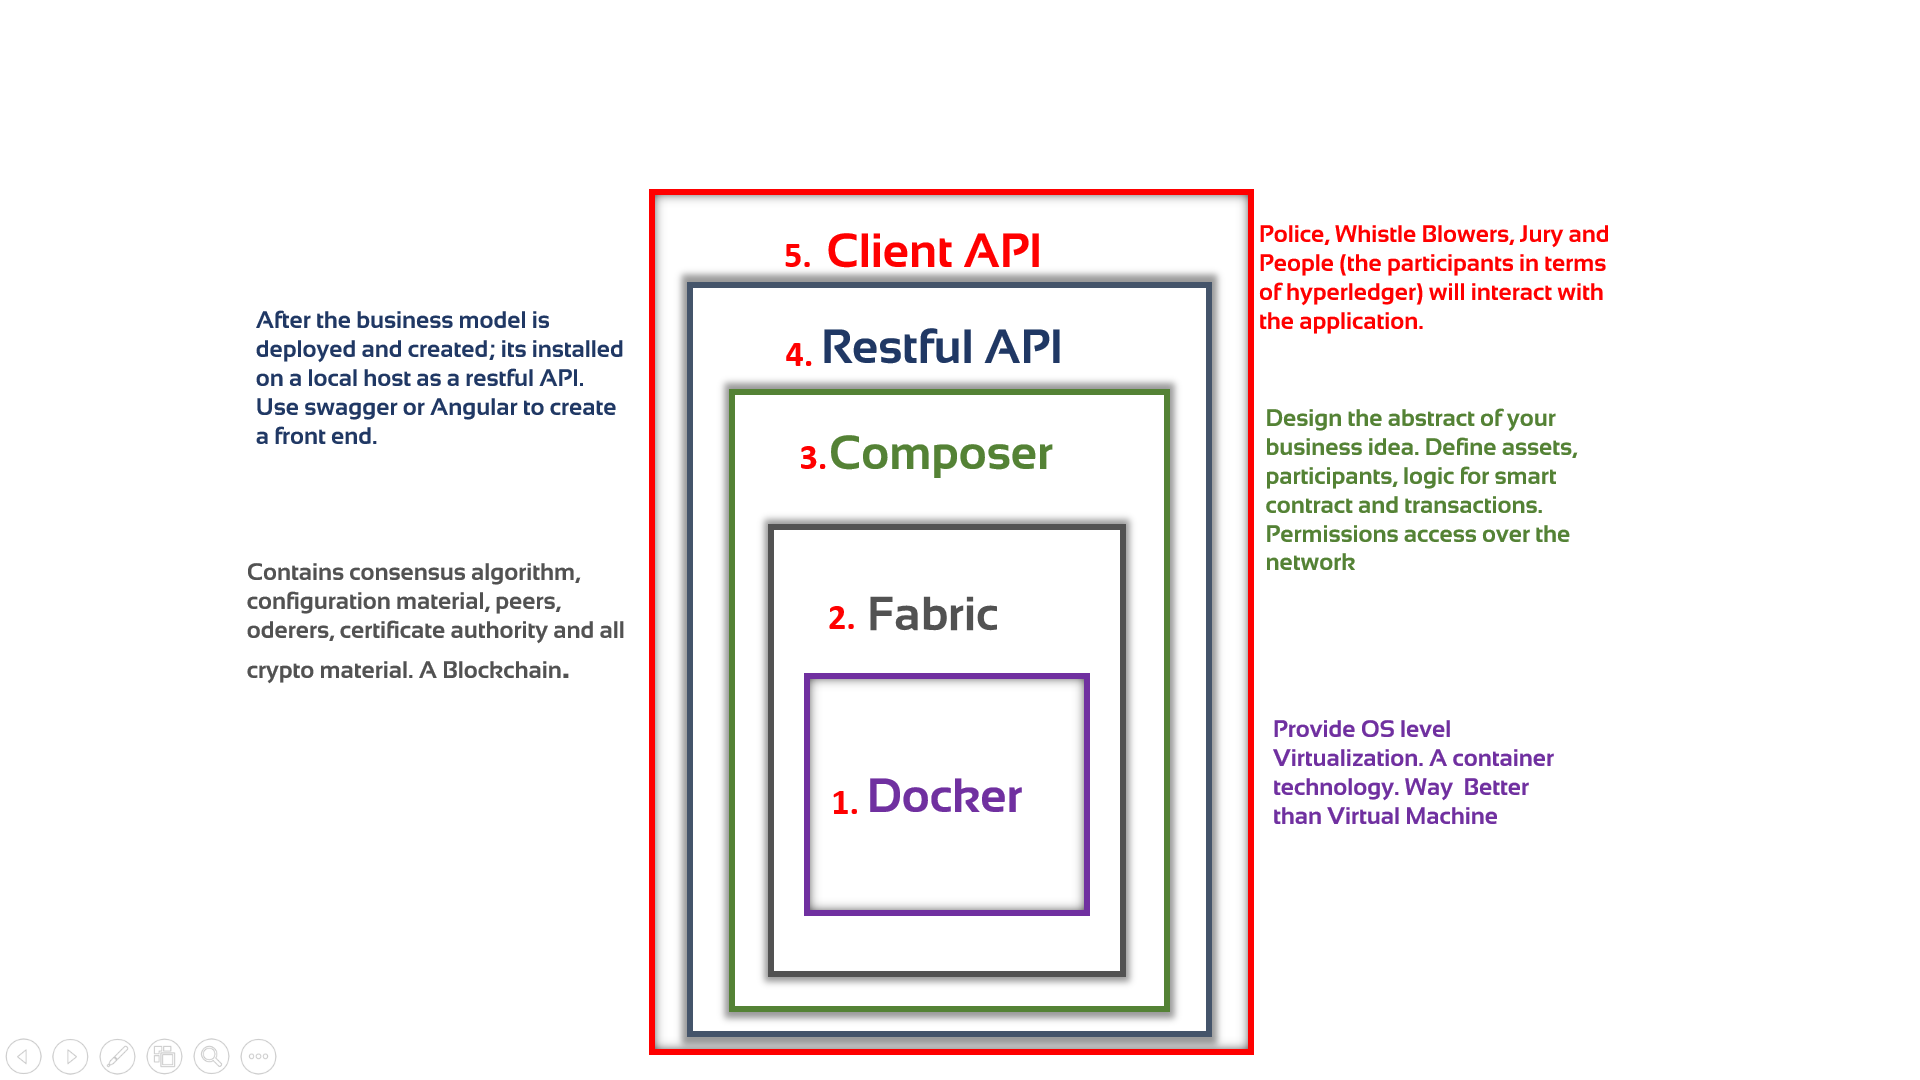 5. Client API
Police, Whistle Blowers, Jury and
People (the participants in terms
of hyperledger) will interact with
the application.
After the business model is
deployed and created; its installed
on a local host as a restful API.
Use swagger or Angular to create
a front end.
4. Restful API
3. Composer
Design the abstract of your
business idea. Define assets,
participants, logic for smart
contract and transactions.
Permissions access over the
network
Contains consensus algorithm,
configuration material, peers,
oderers, certificate authority and all
crypto material. A Blockchain.
2. Fabric
1. Docker
Provide OS level
Virtualization. A container
technology. Way Better
than Virtual Machine